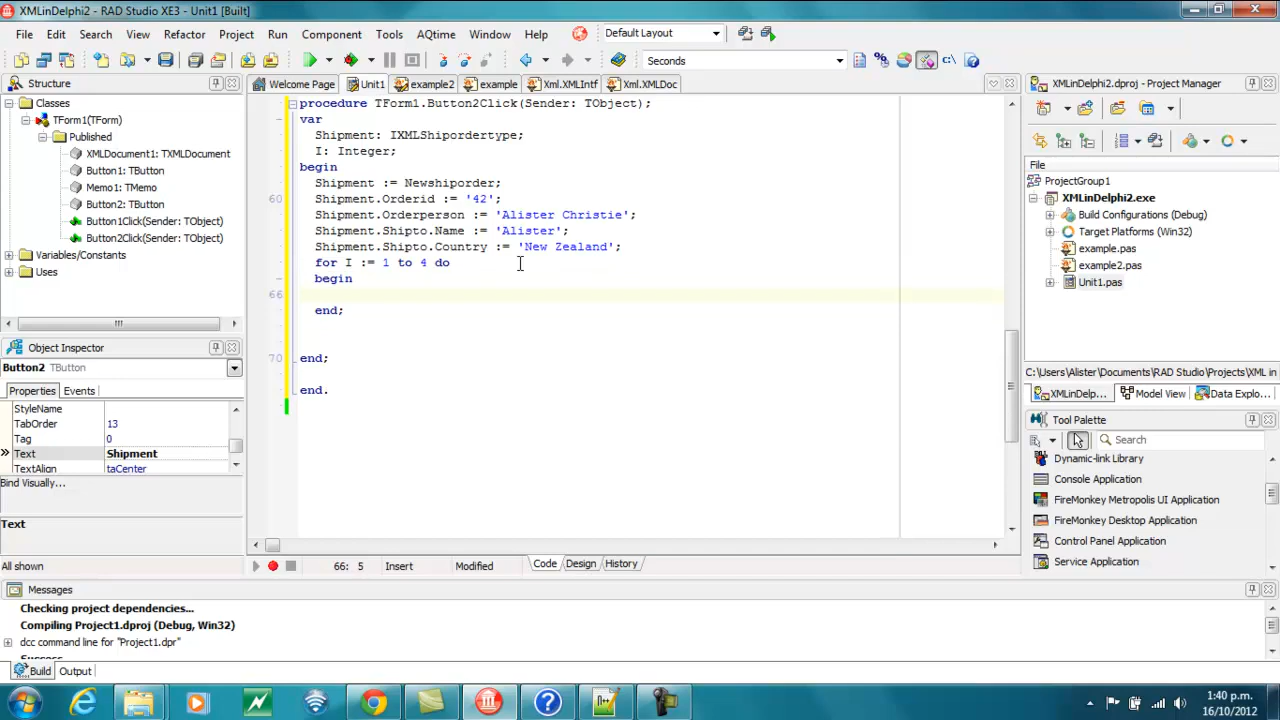 XMLinDelphi2 - RAD Studio XE3 - Unit1 [Built]
File Edit Search View Refactor Project Run Component Tools AQtime Window Help
Default Layout
Seconds
Structure
Classes
TForm1(TForm)
Published
XMLDocument1: TXMLDocument
Button1: TButton
Memo1: TMemo
Button2: TButton
Button1Click(Sender: TObject)
Button2Click(Sender: TObject)
Variables/Constants
Uses
Object Inspector
Button2 TButton
Properties Events
StyleName
TabOrder 13
Tag 0
Text Shipment
TextAlign taCenter
Bind Visually...
Text
All shown
Welcome Page Unit1 example2 example Xml.XMLIntf Xml.XMLDoc
procedure TForm1.Button2Click(Sender: TObject);
var
Shipment: IXMLShipordertype;
I: Integer;
begin
Shipment := Newshiporder;
60 Shipment.Orderid := '42';
Shipment.Orderperson := 'Alister Christie';
Shipment.Shipto.Name := 'Alister';
Shipment.Shipto.Country := 'New Zealand';
for I := 1 to 4 do
begin
66
end;
70 end;
end.
66: 5 Insert Modified Code Design History
XMLinDelphi2.dproj - Project Manager
File
ProjectGroup1
XMLinDelphi2.exe
Build Configurations (Debug)
Target Platforms (Win32)
example.pas
example2.pas
Unit1.pas
C:\Users\Alister\Documents\RAD Studio\Projects\XML in
XMLinDelp... Model View Data Explo...
Tool Palette
Search
Dynamic-link Library
Console Application
FireMonkey Metropolis UI Application
FireMonkey Desktop Application
Control Panel Application
Service Application
Messages
Checking project dependencies...
Compiling Project1.dproj (Debug, Win32)
dcc command line for "Project1.dpr"
Success
Build Output
1:40 p.m.
16/10/2012